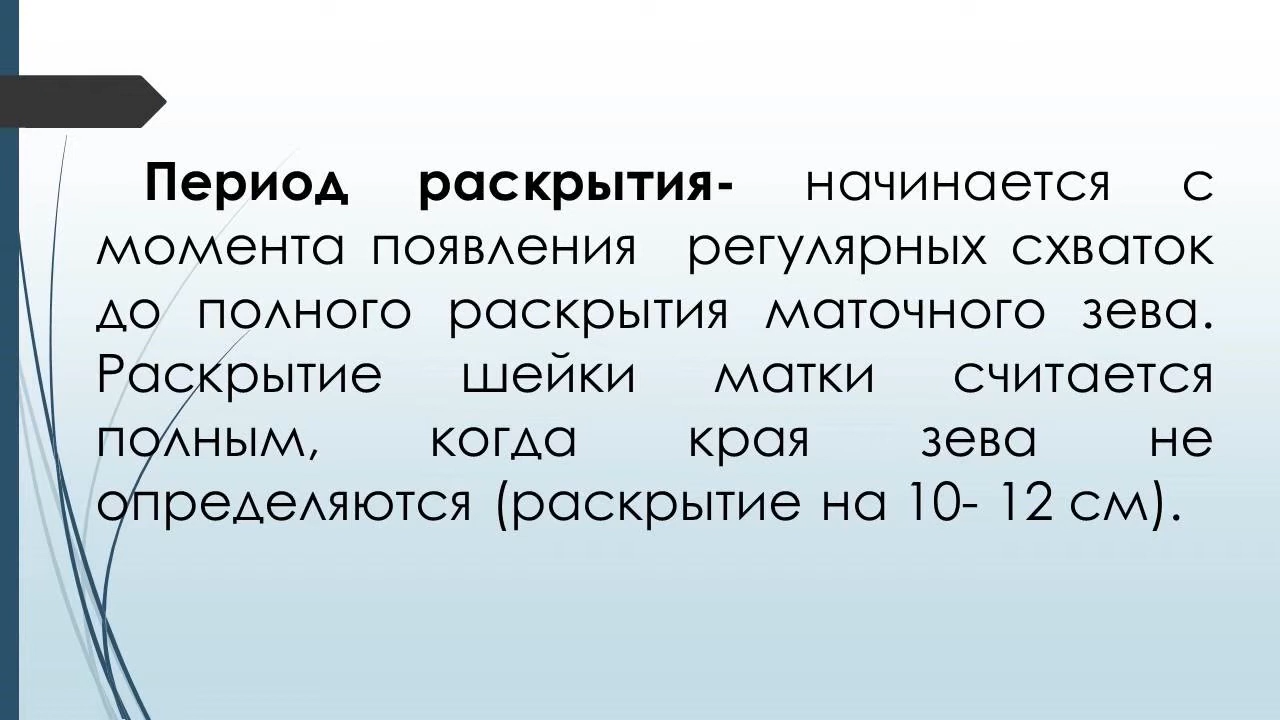 Период раскрытия- начинается с
момента появления регулярных схваток
до полного раскрытия маточного зева.
Раскрытие шейки матки считается
полным, когда края зева не
определяются (раскрытие на 10- 12 см).